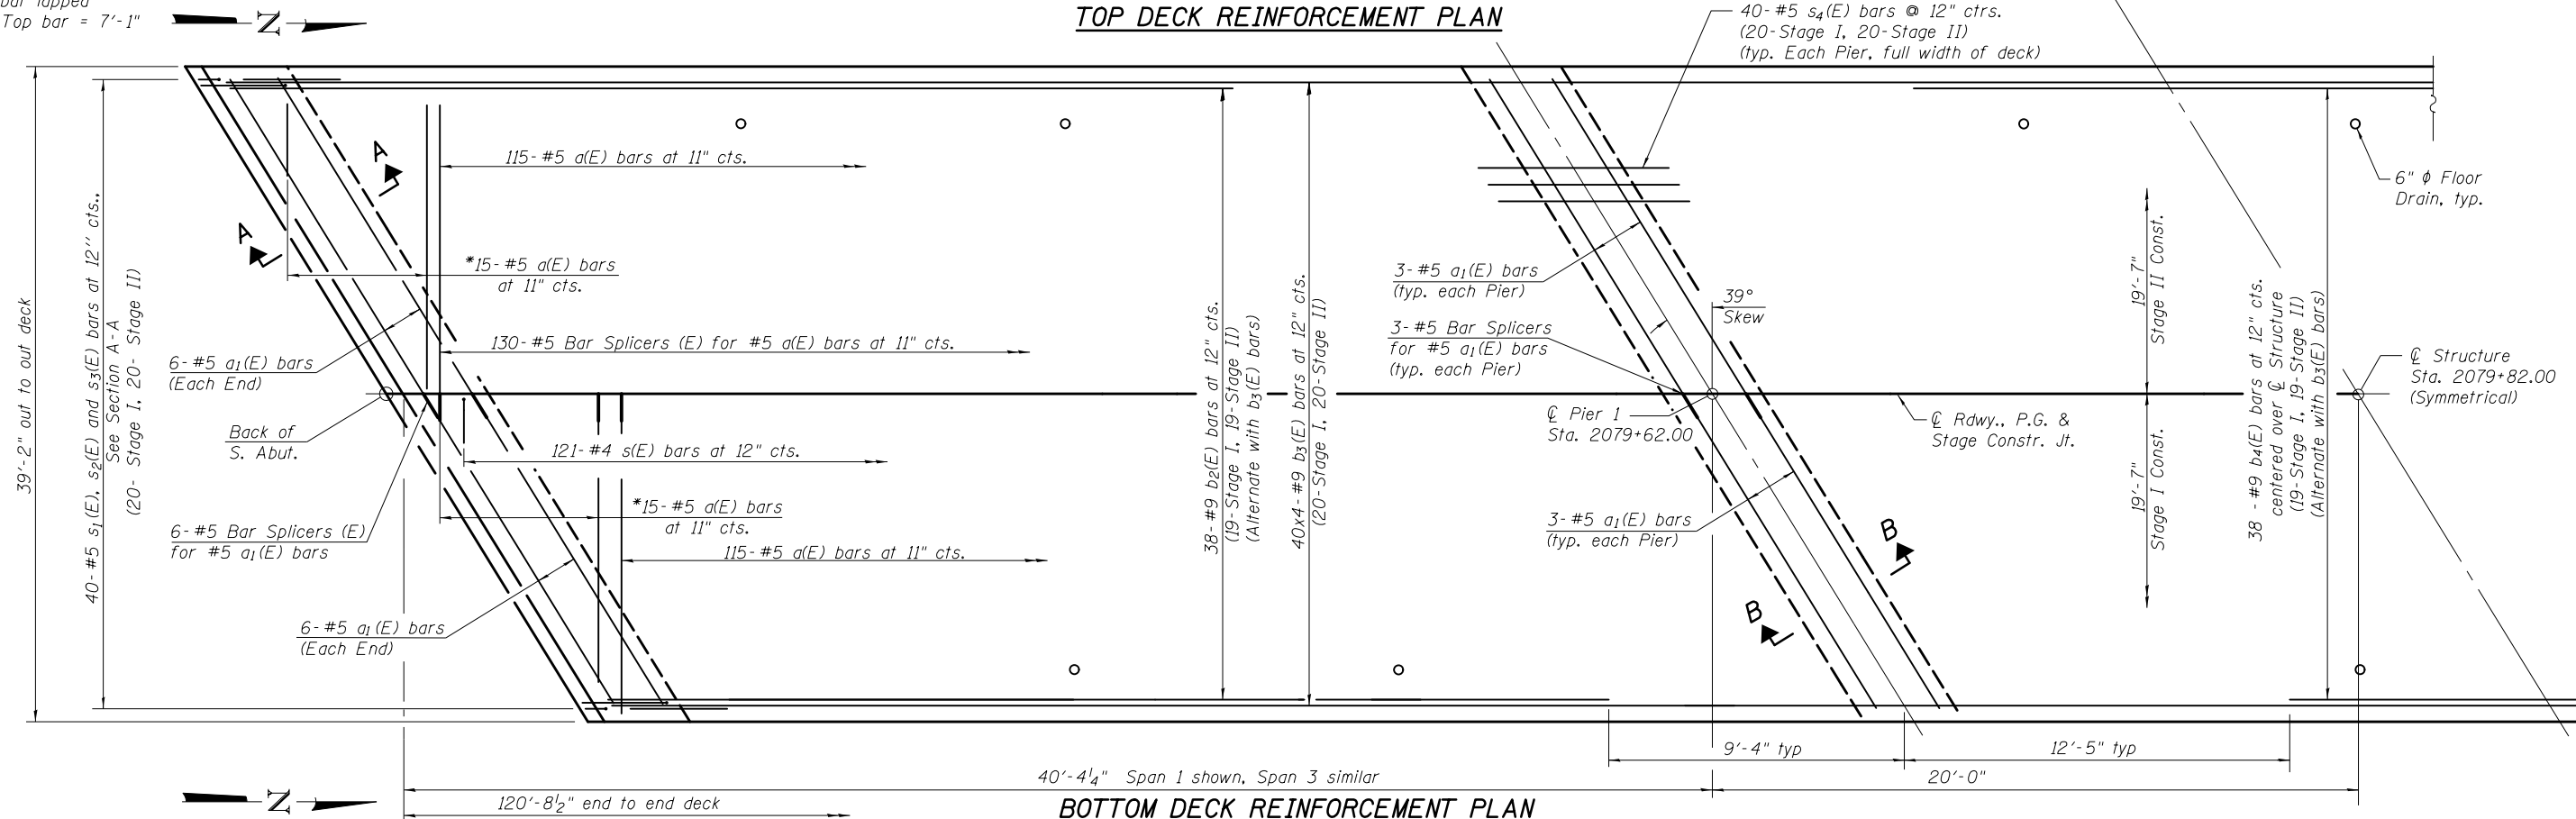 bar lapped
Top bar = 7'-1"
N
TOP DECK REINFORCEMENT PLAN
40-#5 s4(E) bars @ 12" ctrs.
(20-Stage I, 20-Stage II)
(typ. Each Pier, full width of deck)
39'-2" out to out deck
40-#5 s1(E), s2(E) and s3(E) bars at 12'' cts.,
See Section A-A
(20- Stage I, 20- Stage II)
A
A
115-#5 a(E) bars at 11" cts.
*15-#5 a(E) bars
at 11" cts.
130-#5 Bar Splicers (E) for #5 a(E) bars at 11" cts.
6-#5 a1(E) bars
(Each End)
Back of
S. Abut.
121-#4 s(E) bars at 12" cts.
*15-#5 a(E) bars
at 11" cts.
6-#5 Bar Splicers (E)
for #5 a1(E) bars
115-#5 a(E) bars at 11" cts.
6-#5 a1(E) bars
(Each End)
38-#9 b2(E) bars at 12" cts.
(19-Stage I, 19-Stage II)
(Alternate with b3(E) bars)
40x4-#9 b3(E) bars at 12" cts.
(20-Stage I, 20-Stage II)
3-#5 a1(E) bars
(typ. each Pier)
3-#5 Bar Splicers
for #5 a1(E) bars
(typ. each Pier)
39°
Skew
℄ Pier 1
Sta. 2079+62.00
3-#5 a1(E) bars
(typ. each Pier)
B
B
℄ Rdwy., P.G. &
Stage Constr. Jt.
19'-7"
Stage II Const.
19'-7"
Stage I Const.
38 -#9 b4(E) bars at 12" cts.
centered over ℄ Structure
(19-Stage I, 19-Stage II)
(Alternate with b3(E) bars)
6" ϕ Floor
Drain, typ.
℄ Structure
Sta. 2079+82.00
(Symmetrical)
9'-4" typ
12'-5" typ
40'-4¼" Span 1 shown, Span 3 similar
20'-0"
N
120'-8½" end to end deck
BOTTOM DECK REINFORCEMENT PLAN